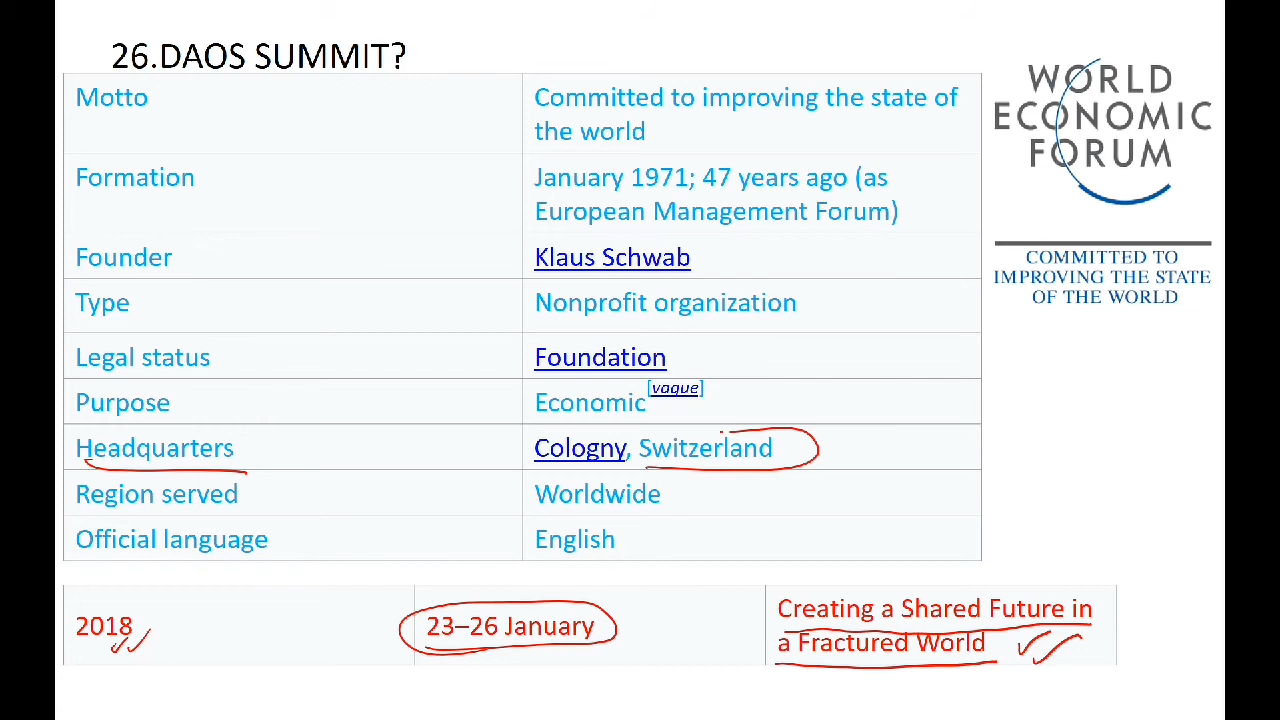 26.DAOS SUMMIT?
Motto
Committed to improving the state of
the world
Formation
January 1971; 47 years ago (as
European Management Forum)
Founder
Klaus Schwab
Type
Nonprofit organization
Legal status
Foundation
Purpose
Economic[vague]
Headquarters
Cologny, Switzerland
Region served
Worldwide
Official language
English
WORLD
ECONOMIC
FORUM
COMMITTED TO
IMPROVING THE STATE
OF THE WORLD
2018
23–26 January
Creating a Shared Future in
a Fractured World